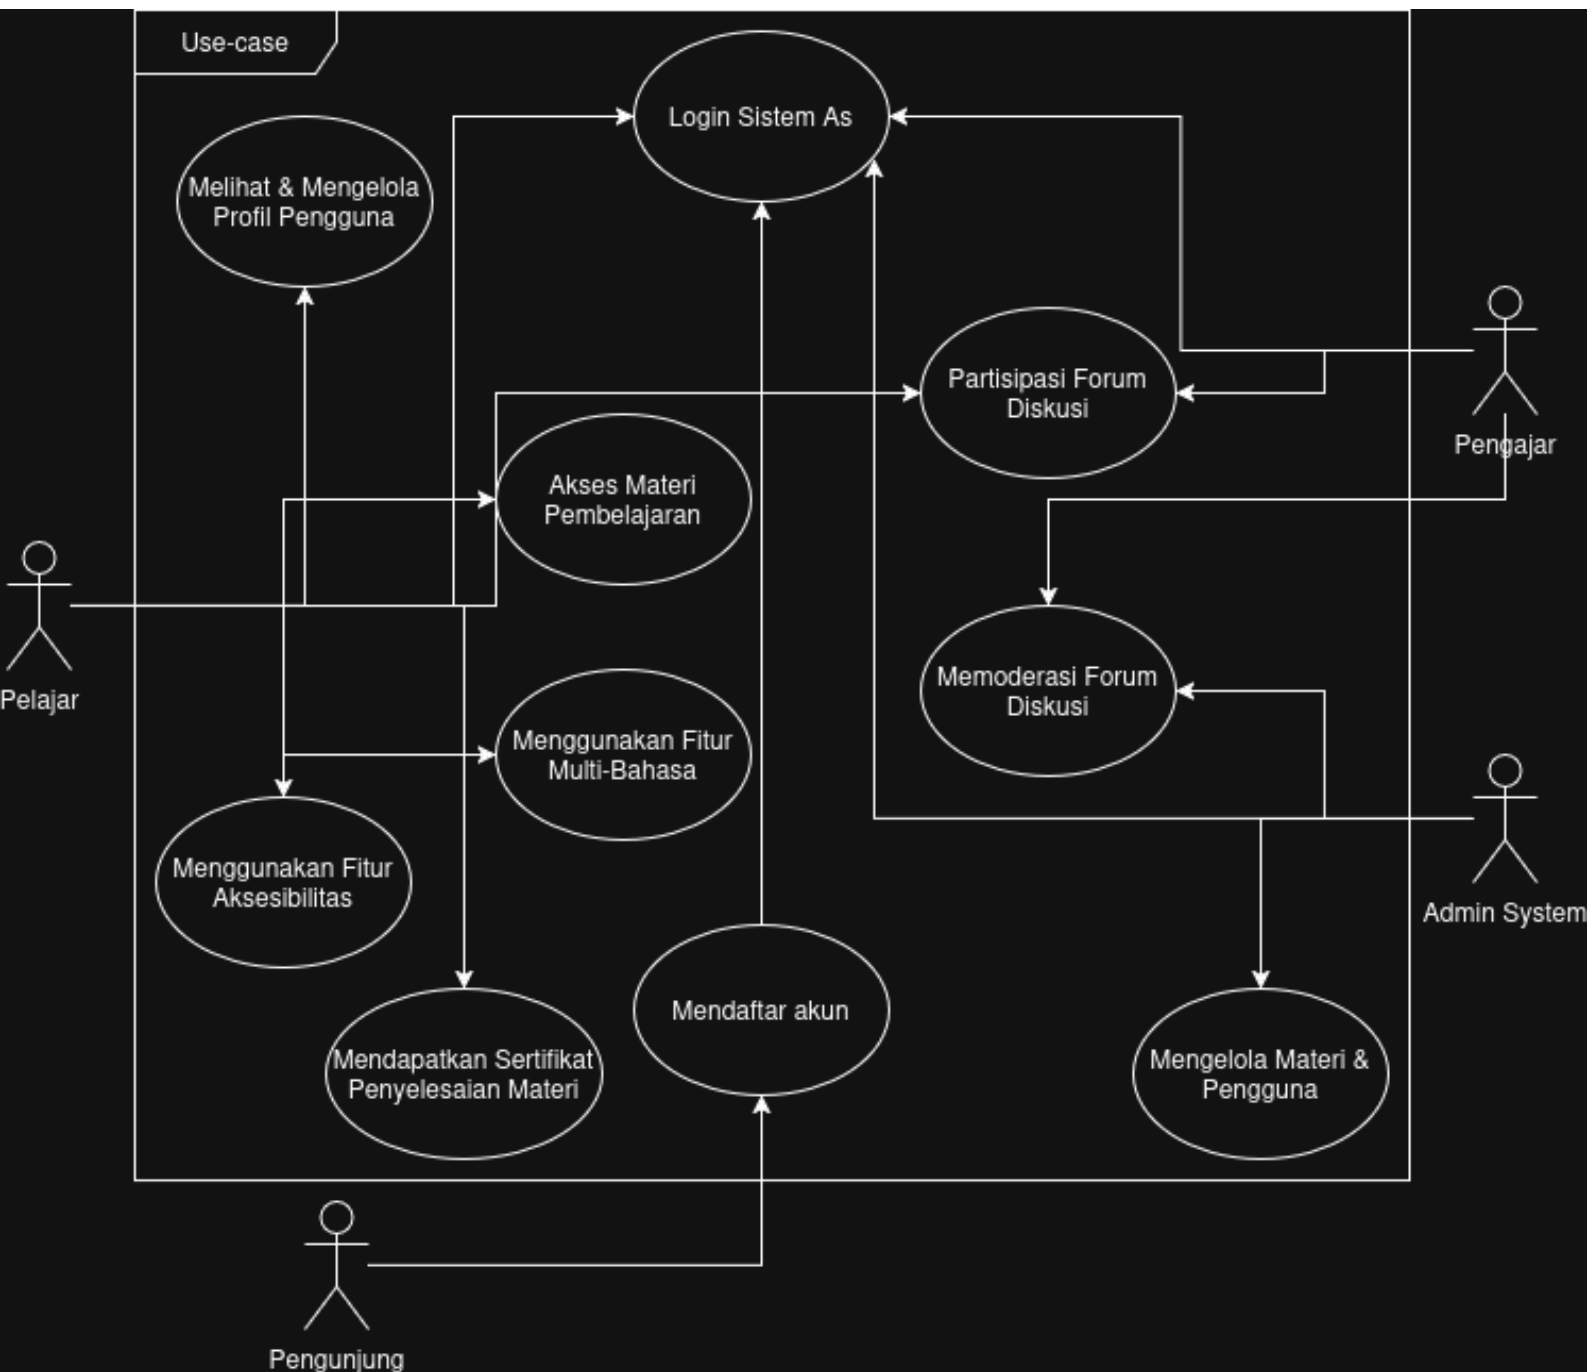 Use-case
Login Sistem As
Melihat & Mengelola
Profil Pengguna
Partisipasi Forum
Diskusi
Pengajar
Akses Materi
Pembelajaran
Pelajar
Memoderasi Forum
Diskusi
Menggunakan Fitur
Multi-Bahasa
Menggunakan Fitur
Aksesibilitas
Admin System
Mendaftar akun
Mendapatkan Sertifikat
Penyelesaian Materi
Mengelola Materi &
Pengguna
Pengunjung